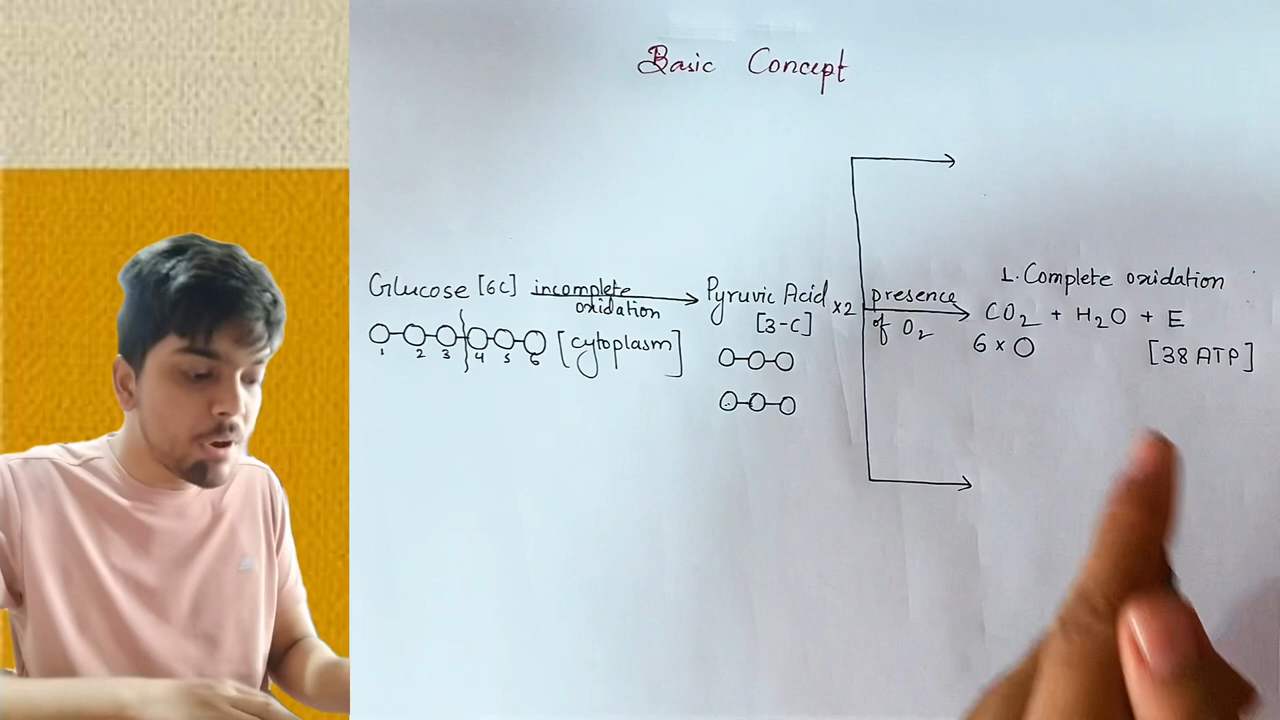 Basic Concept
Glucose [6C] incomplete oxidation
1 2 3 4 5 6 [cytoplasm]
Pyruvic Acid x2
[3-C]
presence
of O2
1. Complete oxidation
CO2 + H2O + E
6 x O
[38 ATP]